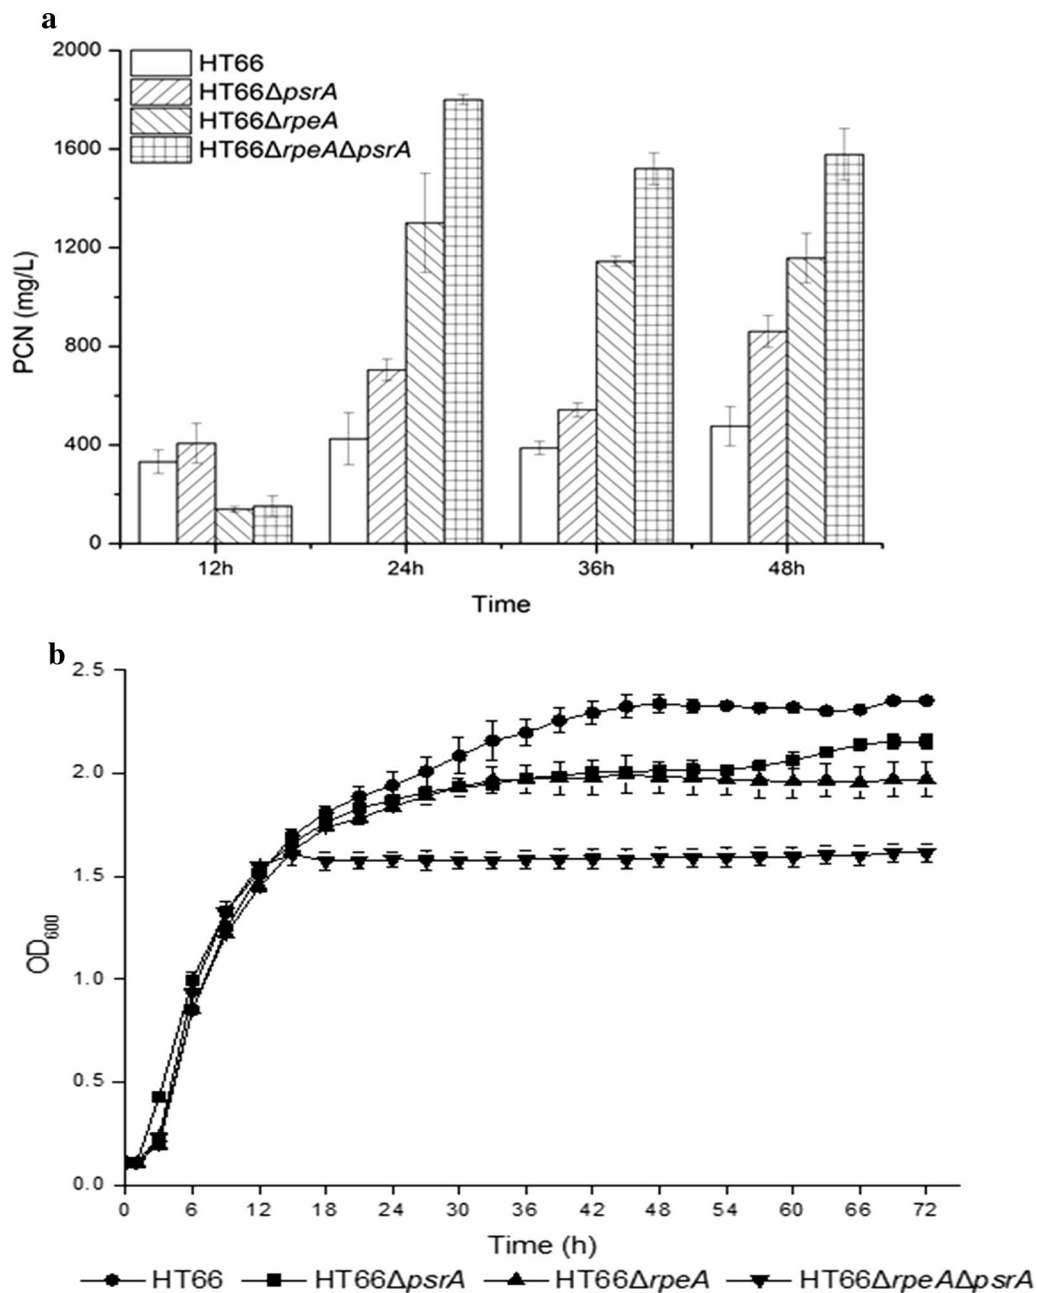 a
2000
1600
1200
800
400
0
PCN (mg/L)
HT66
HT66ΔpsrA
HT66ΔrpeA
HT66ΔrpeAΔpsrA
12h 24h 36h 48h
Time
b
2.5
2.0
1.5
1.0
0.5
0.0
OD600
0 6 12 18 24 30 36 42 48 54 60 66 72
Time (h)
HT66 HT66ΔpsrA HT66ΔrpeA HT66ΔrpeAΔpsrA